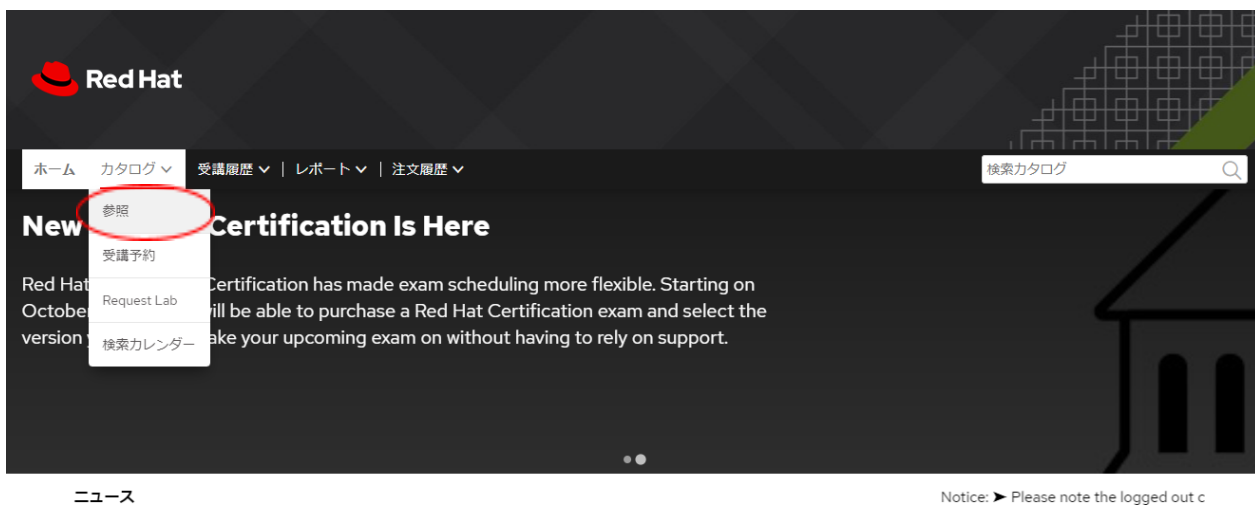 Red Hat
ホーム カタログ 受講履歴 | レポート | 注文履歴 検索カタログ
参照
New Certification Is Here
受講予約
Red Hat Certification has made exam scheduling more flexible. Starting on
Request Lab
October will be able to purchase a Red Hat Certification exam and select the
version your upcoming exam on without having to rely on support.
検索カレンダー
ニュース Notice: ➤ Please note the logged out c